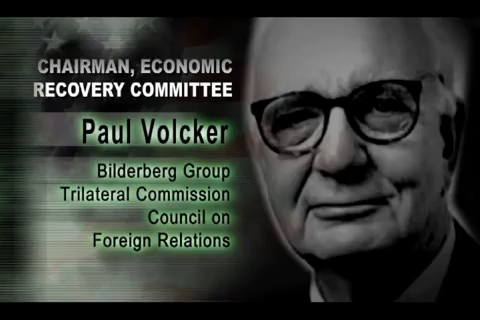 CHAIRMAN, ECONOMIC
RECOVERY COMMITTEE
Paul Volcker
Bilderberg Group
Trilateral Commission
Council on
Foreign Relations